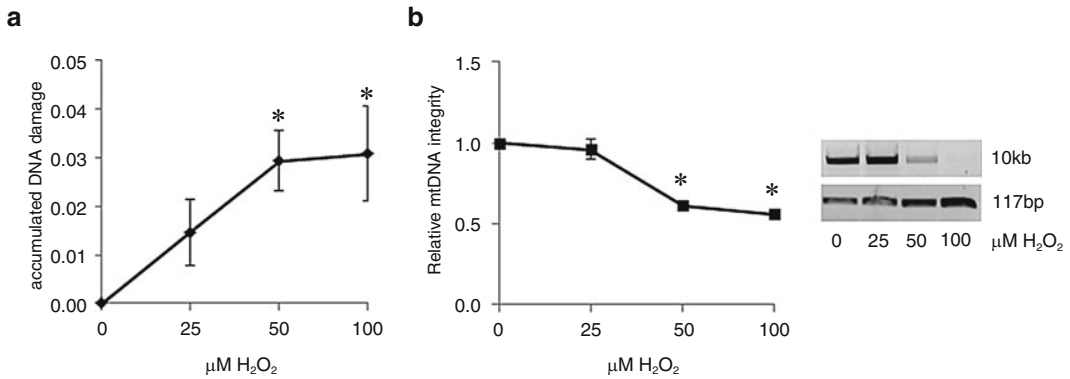 a
accumulated DNA damage
0.05
0.04
0.03
0.02
0.01
0.00
* *
0 25 50 100
μM H₂O₂
b
Relative mtDNA integrity
1.5
1.0
0.5
0.0
* *
0 25 50 100
μM H₂O₂
10kb
117bp
0 25 50 100 μM H₂O₂